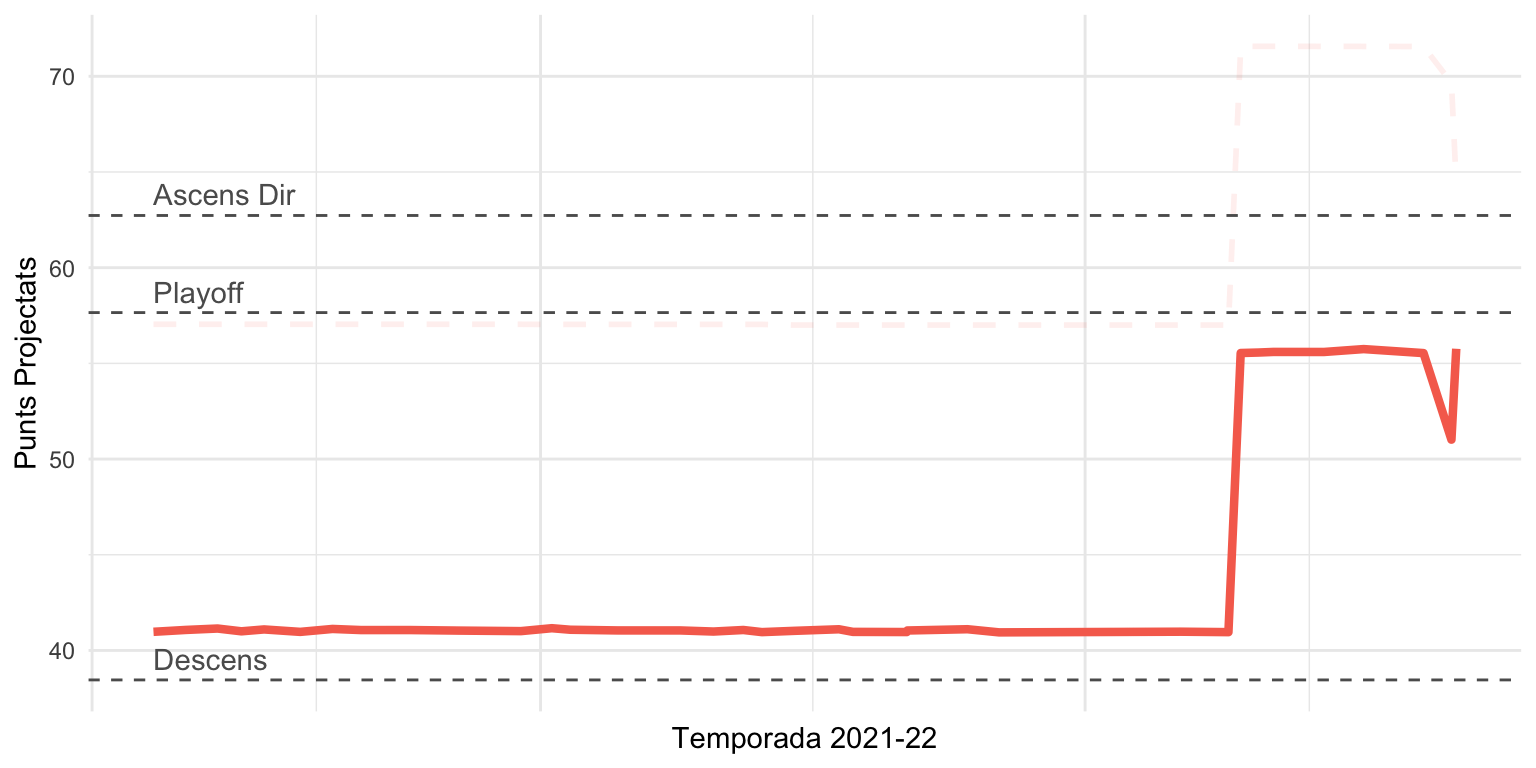 70
Ascens Dir
60
Playoff
Punts Projectats
50
40
Descens
Temporada 2021-22